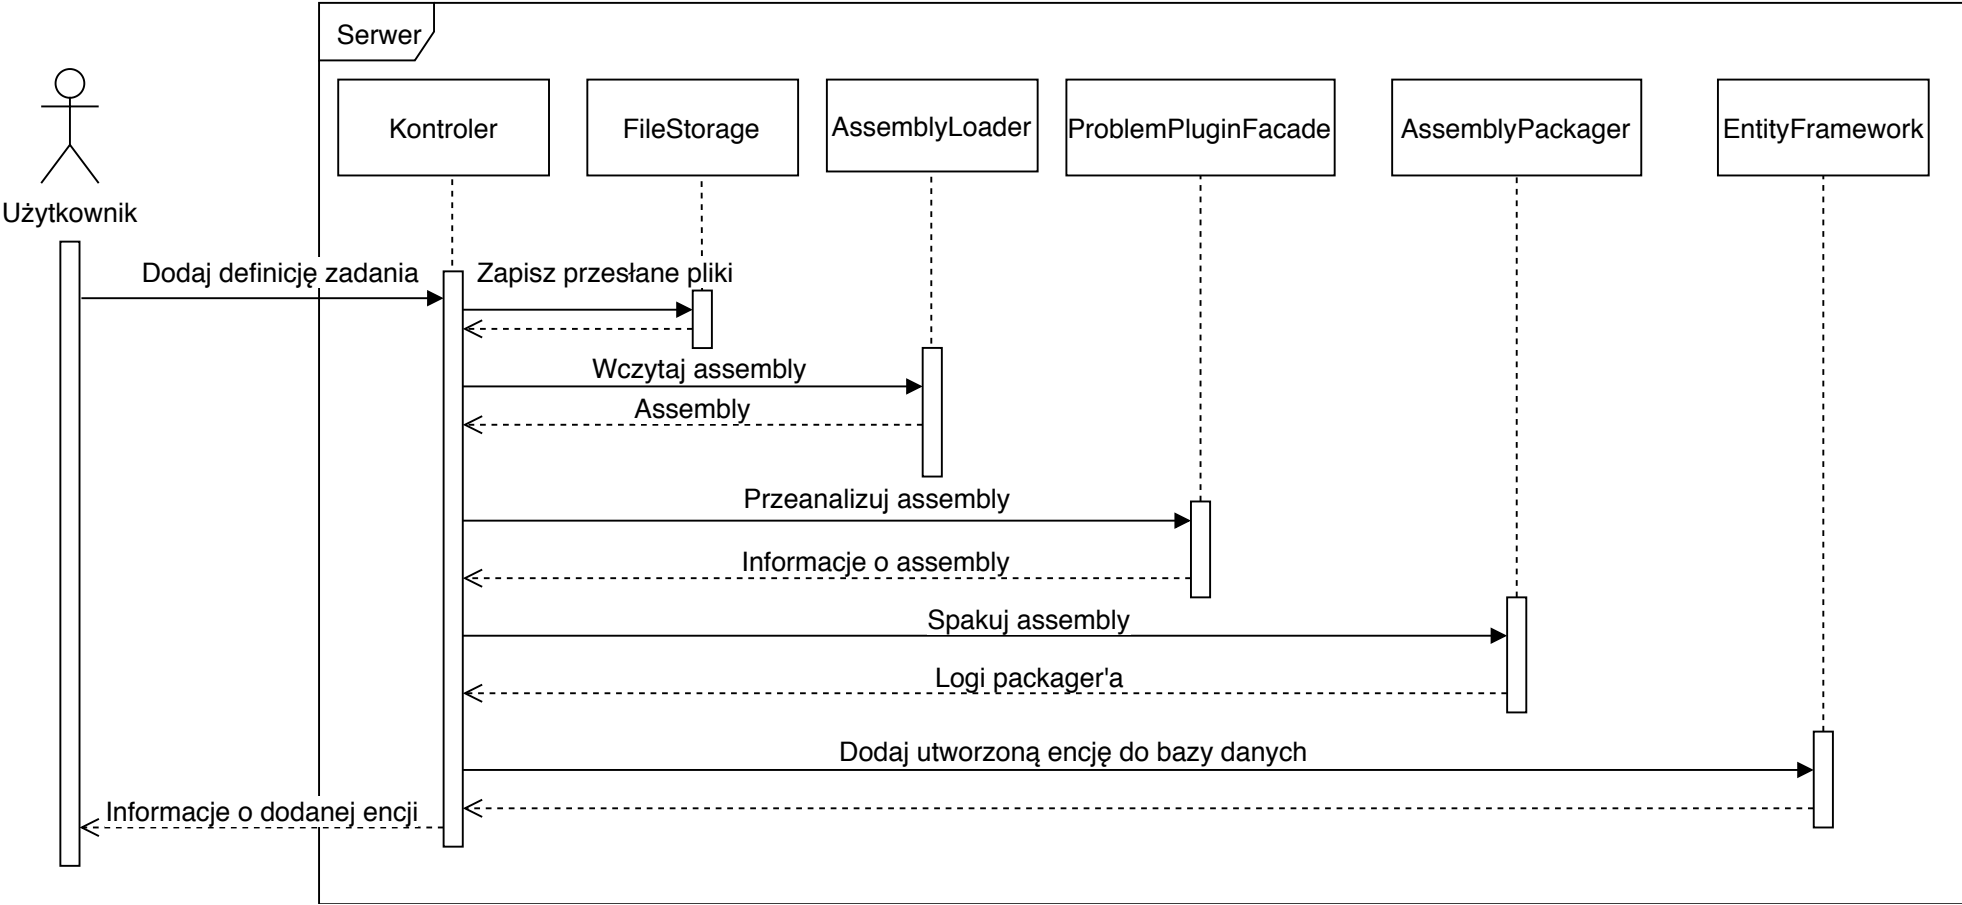 Serwer
Użytkownik
Kontroler
FileStorage
AssemblyLoader
ProblemPluginFacade
AssemblyPackager
EntityFramework
Dodaj definicję zadania
Zapisz przesłane pliki
Wczytaj assembly
Assembly
Przeanalizuj assembly
Informacje o assembly
Spakuj assembly
Logi packager'a
Dodaj utworzoną encję do bazy danych
Informacje o dodanej encji